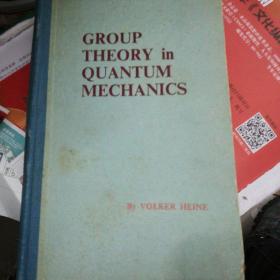 GROUP
THEORY in
QUANTUM
MECHANICS
By VOLKER HEINE